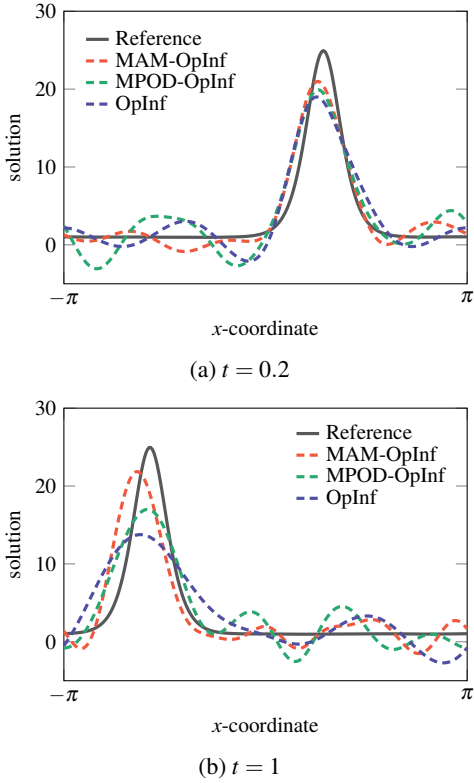 30
20
10
0
solution
Reference
MAM-OpInf
MPOD-OpInf
OpInf
−π
π
x-coordinate
(a) t = 0.2
30
20
10
0
solution
Reference
MAM-OpInf
MPOD-OpInf
OpInf
−π
π
x-coordinate
(b) t = 1